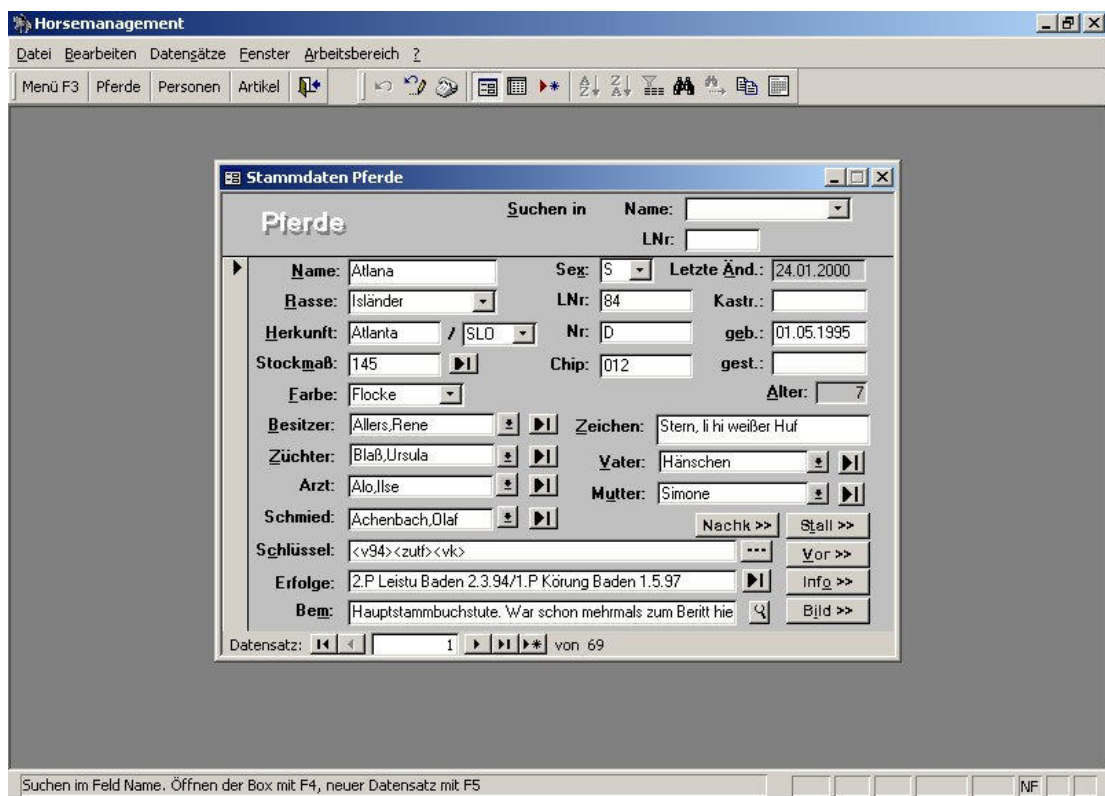 Horsemanagement
Datei Bearbeiten Datensätze Fenster Arbeitsbereich ?
Menü F3 Pferde Personen Artikel
Stammdaten Pferde
Pferde Suchen in Name:
LNr:
Name: Atlana Sex: S Letzte Änd.: 24.01.2000
Rasse: Isländer LNr: 84 Kastr.:
Herkunft: Atlanta / SLO Nr: D geb.: 01.05.1995
Stockmaß: 145 Chip: 012 gest.:
Farbe: Flocke Alter: 7
Besitzer: Allers,Rene Zeichen: Stern, li hi weißer Huf
Züchter: Blaß,Ursula Vater: Hänschen
Arzt: Alo,Ilse Mutter: Simone
Schmied: Achenbach,Olaf Nachk >> Stall >>
Schlüssel: <v94><zutf><vk> ... Vor >>
Erfolge: 2.P Leistu Baden 2.3.94/1.P Körung Baden 1.5.97 Info >>
Bem: Hauptstammbuchstute. War schon mehrmals zum Beritt hie Bild >>
Datensatz: 1 von 69
Suchen im Feld Name. Öffnen der Box mit F4, neuer Datensatz mit F5 NF